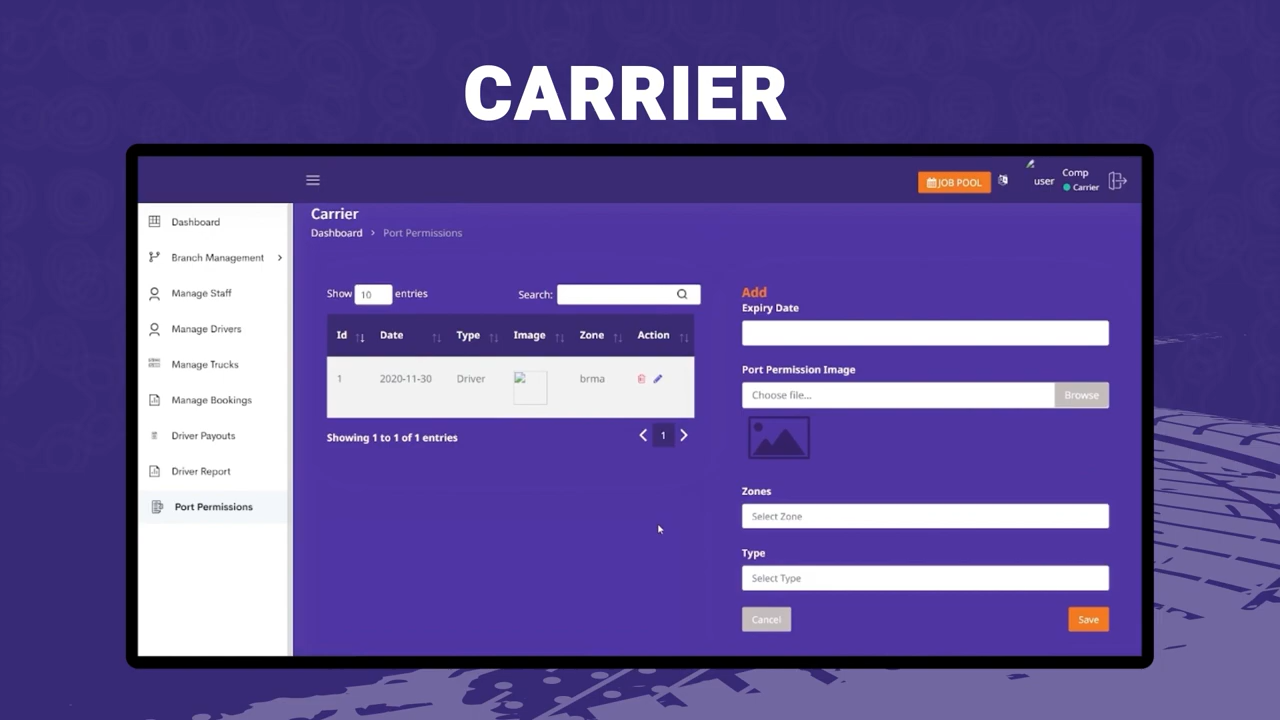 CARRIER
JOB POOL
user
Comp
Carrier
Dashboard
Branch Management
Manage Staff
Manage Drivers
Manage Trucks
Manage Bookings
Driver Payouts
Driver Report
Port Permissions
Carrier
Dashboard > Port Permissions
Show 10 entries
Search:
Id Date Type Image Zone Action
1 2020-11-30 Driver brma
Showing 1 to 1 of 1 entries
1
Add
Expiry Date
Port Permission Image
Choose file... Browse
Zones
Select Zone
Type
Select Type
Cancel Save